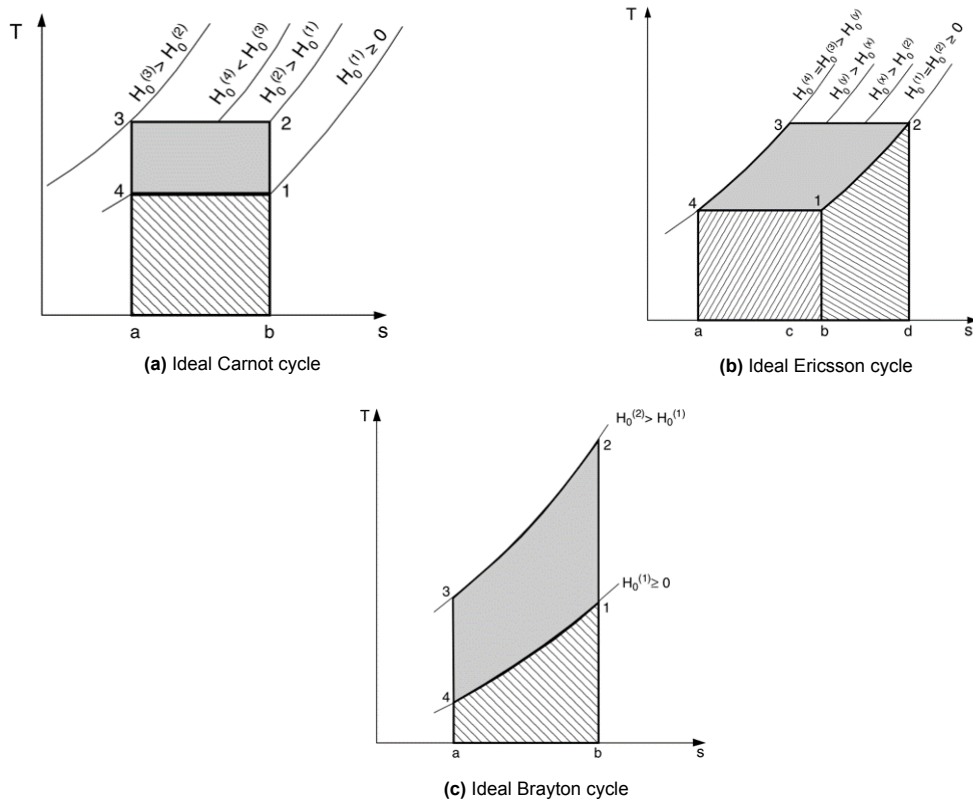 T
H₀⁽³⁾> H₀⁽²⁾
H₀⁽⁴⁾ < H₀⁽³⁾
H₀⁽²⁾ > H₀⁽¹⁾
H₀⁽¹⁾ ≥ 0
3
2
4
1
a
b
s
(a) Ideal Carnot cycle
T
H₀⁽⁴⁾ =H₀⁽³⁾ > H₀⁽ʸ⁾
H₀⁽ʸ⁾ > H₀⁽ˣ⁾
H₀⁽ˣ⁾ > H₀⁽²⁾
H₀⁽¹⁾=H₀⁽²⁾ ≥ 0
3
2
4
1
a
c
b
d
s
(b) Ideal Ericsson cycle
T
H₀⁽²⁾> H₀⁽¹⁾
2
3
H₀⁽¹⁾≥ 0
1
4
a
b
s
(c) Ideal Brayton cycle